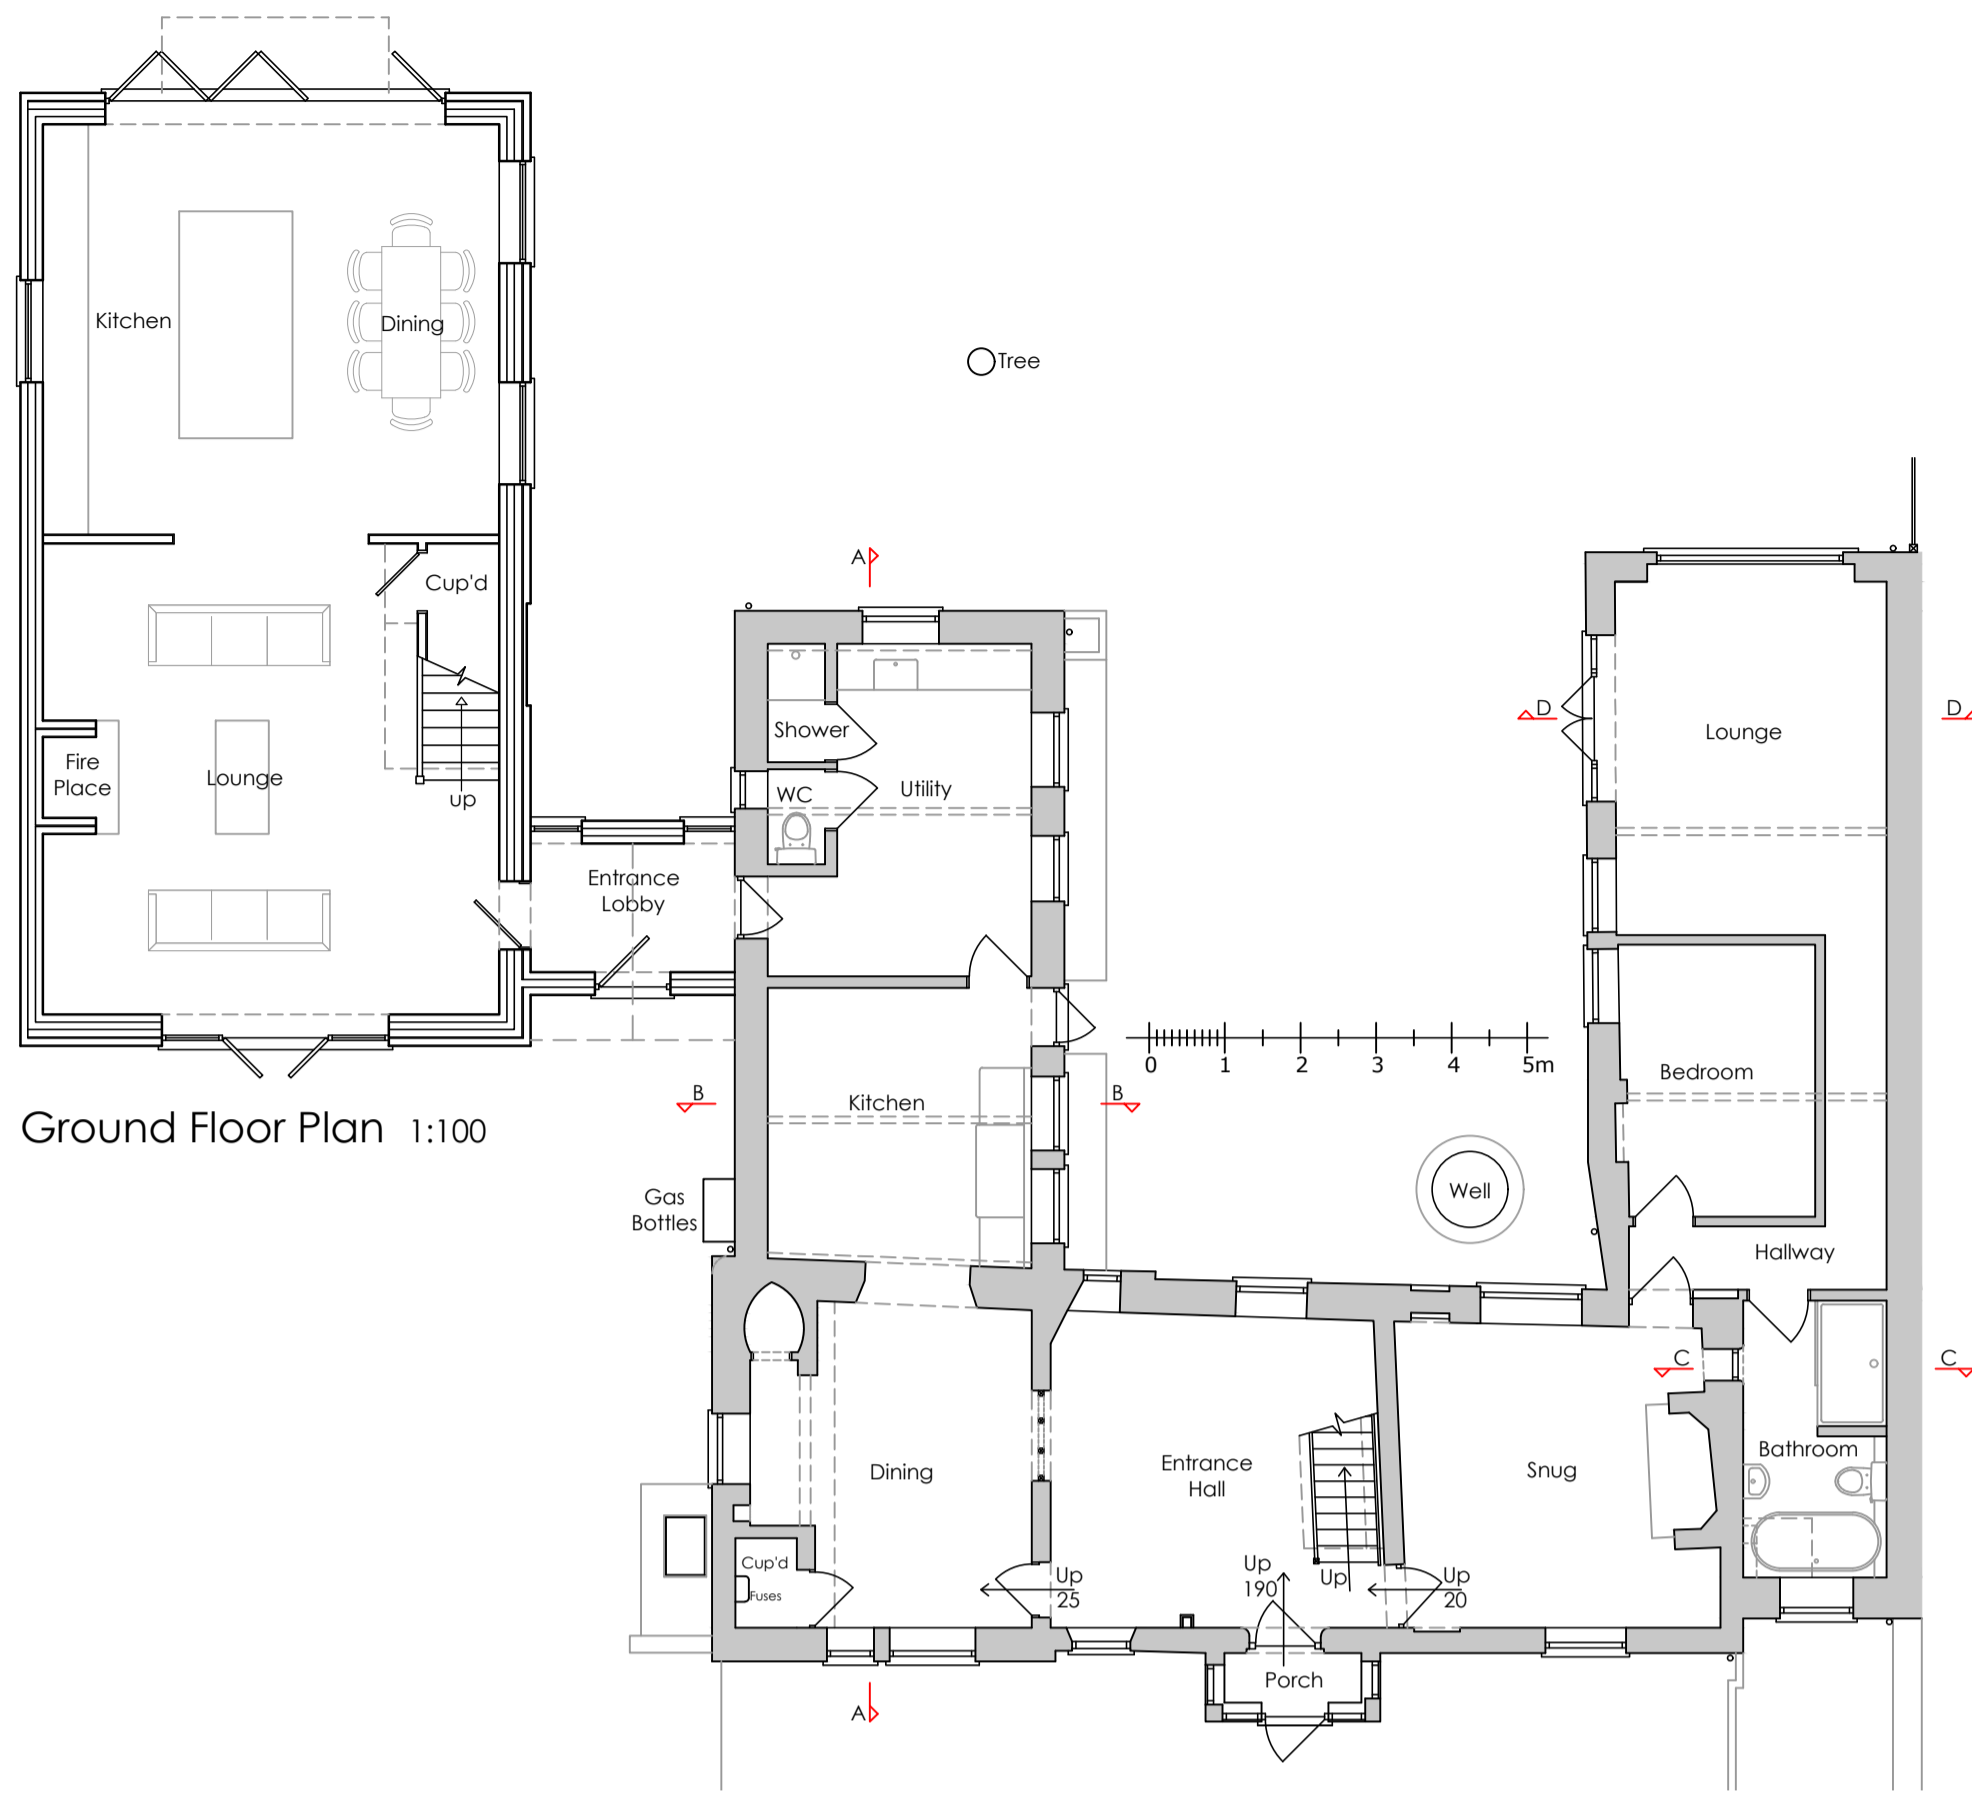 Kitchen
Dining
Tree
Cup'd
Fire
Place
Lounge
up
A
Shower
WC
Utility
Entrance
Lobby
D
D
Lounge
0 1 2 3 4 5m
Bedroom
Ground Floor Plan 1:100
B
Kitchen
B
Gas
Bottles
Well
Hallway
C
C
Dining
Entrance
Hall
Snug
Bathroom
Cup'd
Fuses
Up
25
Up
190
Up
Up
20
Porch
A